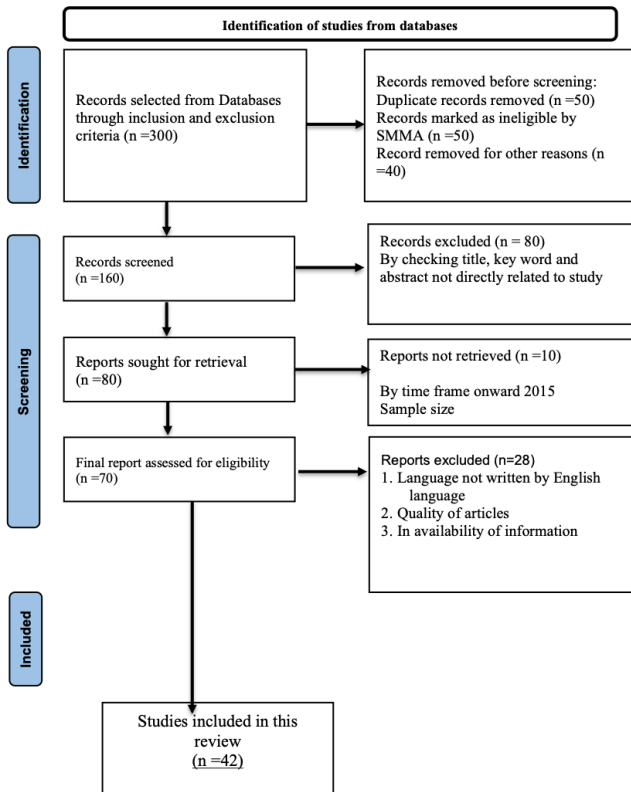 Identification of studies from databases
Identification
Records selected from Databases
through inclusion and exclusion
criteria (n =300)
Records removed before screening:
Duplicate records removed (n =50)
Records marked as ineligible by
SMMA (n =50)
Record removed for other reasons (n
=40)
Screening
Records screened
(n =160)
Records excluded (n = 80)
By checking title, key word and
abstract not directly related to study
Reports sought for retrieval
(n =80)
Reports not retrieved (n =10)
By time frame onward 2015
Sample size
Final report assessed for eligibility
(n =70)
Reports excluded (n=28)
1. Language not written by English
language
2. Quality of articles
3. In availability of information
Included
Studies included in this
review
(n =42)